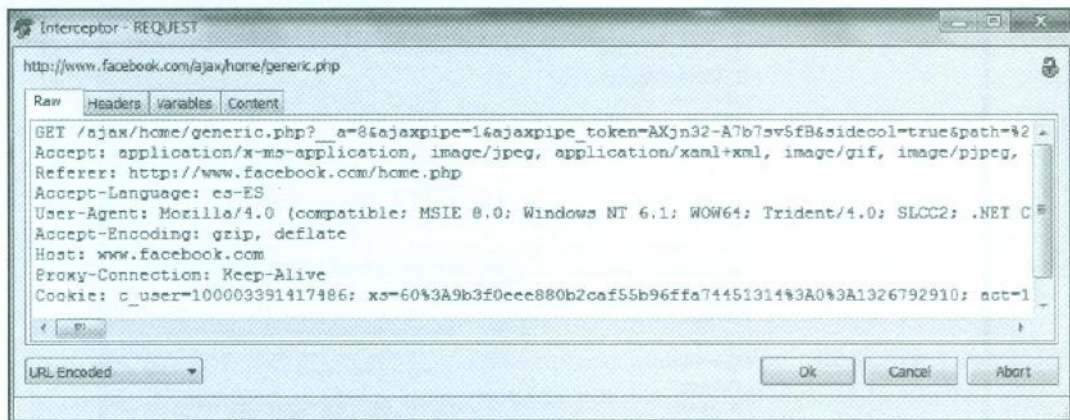 Interceptor - REQUEST
http://www.facebook.com/ajax/home/generic.php
Raw Headers Variables Content
GET /ajax/home/generic.php?__a=8&ajaxpipe=1&ajaxpipe_token=AXjn32-A7b7sv5fB&sidecol=true&path=%2
Accept: application/x-ms-application, image/jpeg, application/xaml+xml, image/gif, image/pjpeg,
Referer: http://www.facebook.com/home.php
Accept-Language: es-ES
User-Agent: Mozilla/4.0 (compatible; MSIE 8.0; Windows NT 6.1; WOW64; Trident/4.0; SLCC2; .NET C
Accept-Encoding: gzip, deflate
Host: www.facebook.com
Proxy-Connection: Keep-Alive
Cookie: c_user=100003391417486; xs=60%3A9b3f0eee880b2caf55b96ffa74451314%3A0%3A1326792910; act=1
URL Encoded Ok Cancel Abort